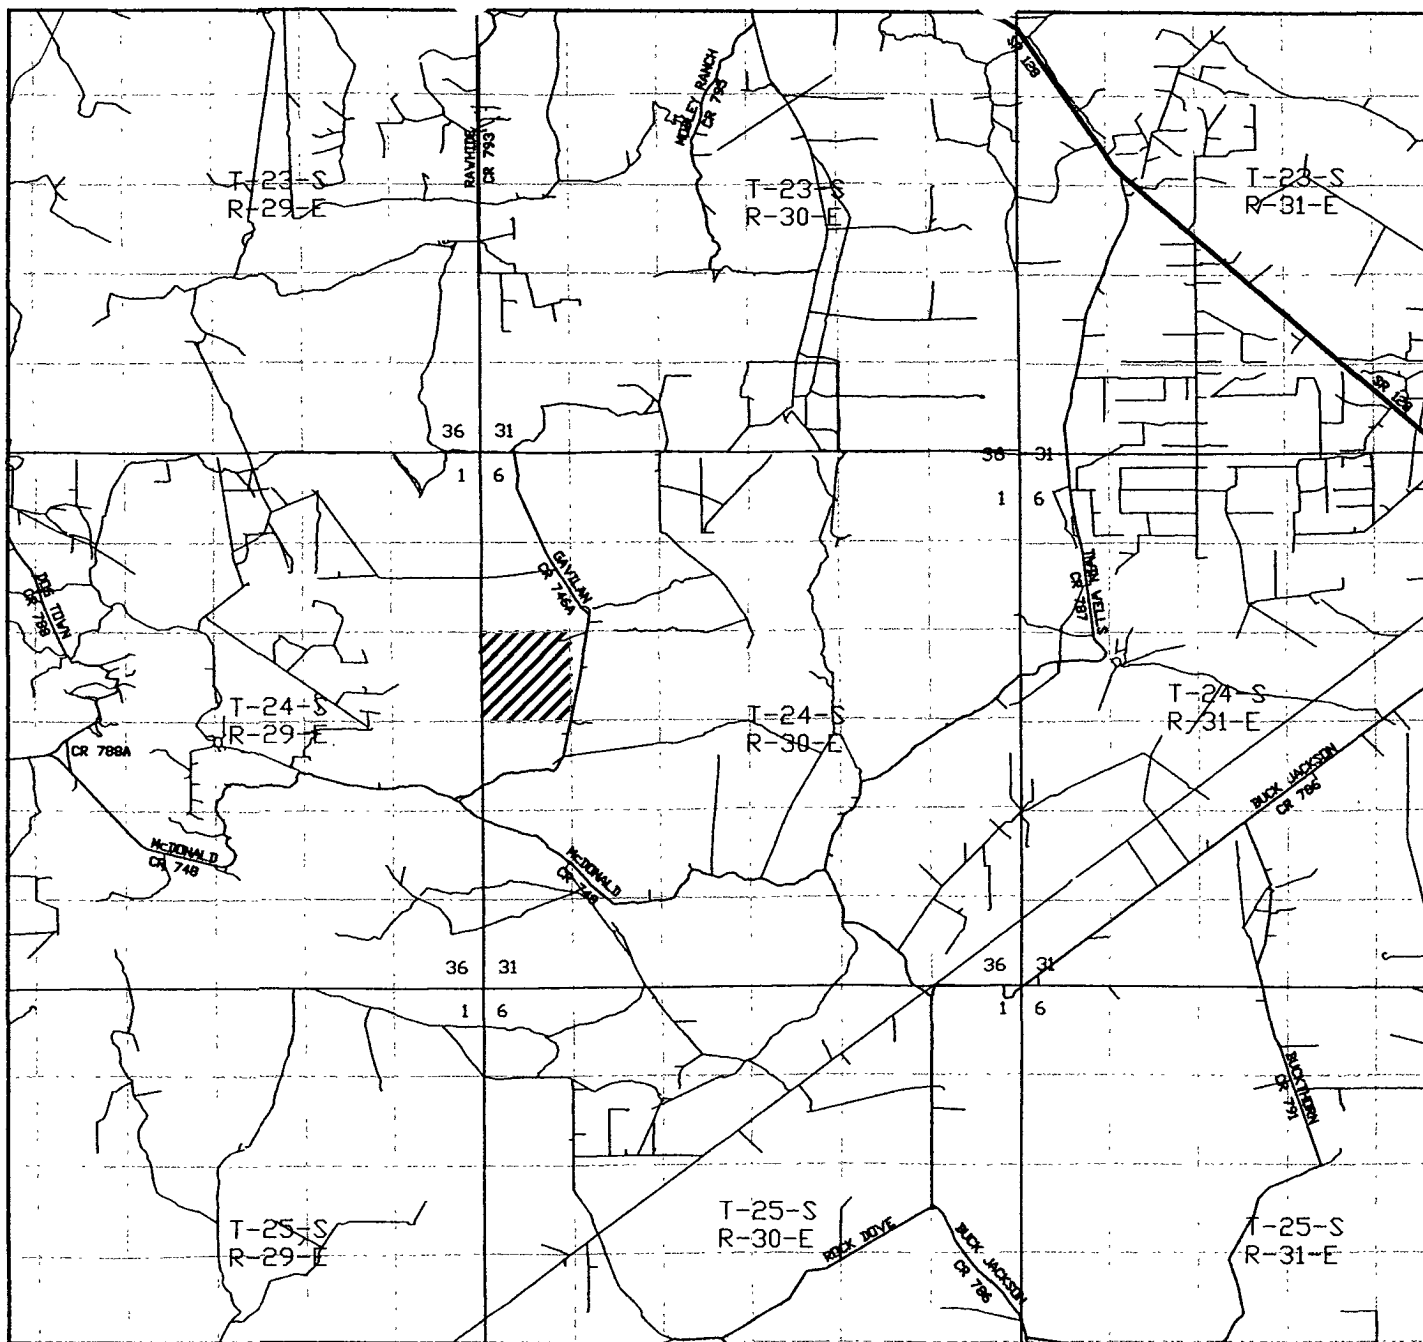 SR 128
MOBLEY RANCH
CR 795
RAWHIDE
CR 793
T-23-S
R-29-E
T-23-S
R-30-E
T-23-S
R-31-E
SR 128
36 31
1 6
36 31
1 6
GAVILAN
CR 746A
TWIN WELLS
CR 787
DOG TOWN
CR 788
T-24-S
R-29-E
T-24-S
R-30-E
T-24-S
R-31-E
CR 788A
BUCK JACKSON
CR 786
McDONALD
CR 748
McDONALD
CR 748
36 31
1 6
36 31
1 6
BUCKTHORN
CR 791
T-25-S
R-29-E
T-25-S
R-30-E
T-25-S
R-31-E
ROCK DOVE
BUCK JACKSON
CR 786